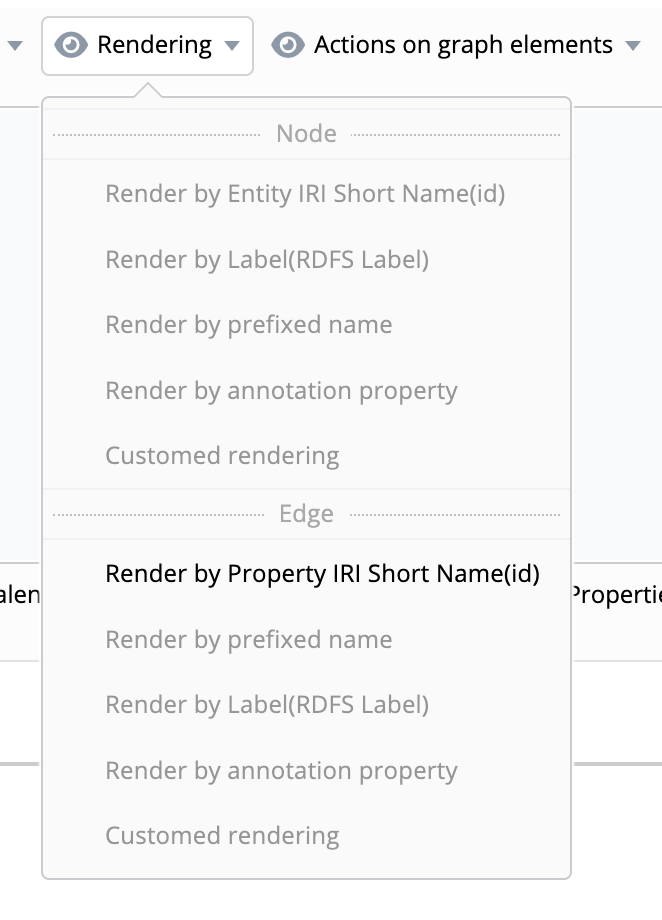 Rendering
Actions on graph elements
Node
Render by Entity IRI Short Name(id)
Render by Label(RDFS Label)
Render by prefixed name
Render by annotation property
Customed rendering
Edge
Render by Property IRI Short Name(id)
Render by prefixed name
Render by Label(RDFS Label)
Render by annotation property
Customed rendering